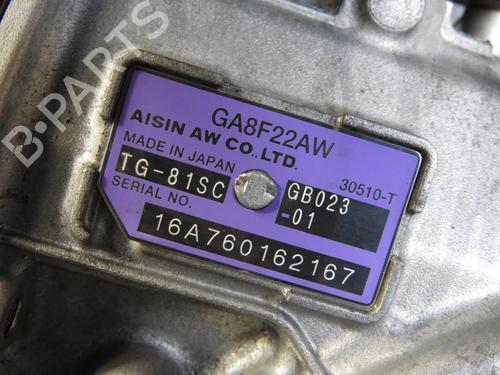 B-PARTS
GA8F22AW
AISIN AW CO.,LTD.
MADE IN JAPAN 30510-T
TG-81SC GB023
-01
SERIAL NO.
16A760162167